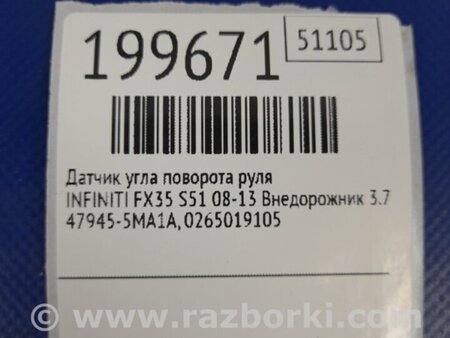 199671
51105
Датчик угла поворота руля
INFINITI FX35 S51 08-13 Внедорожник 3.7
47945-5MA1A, 0265019105
© www.razborki.com